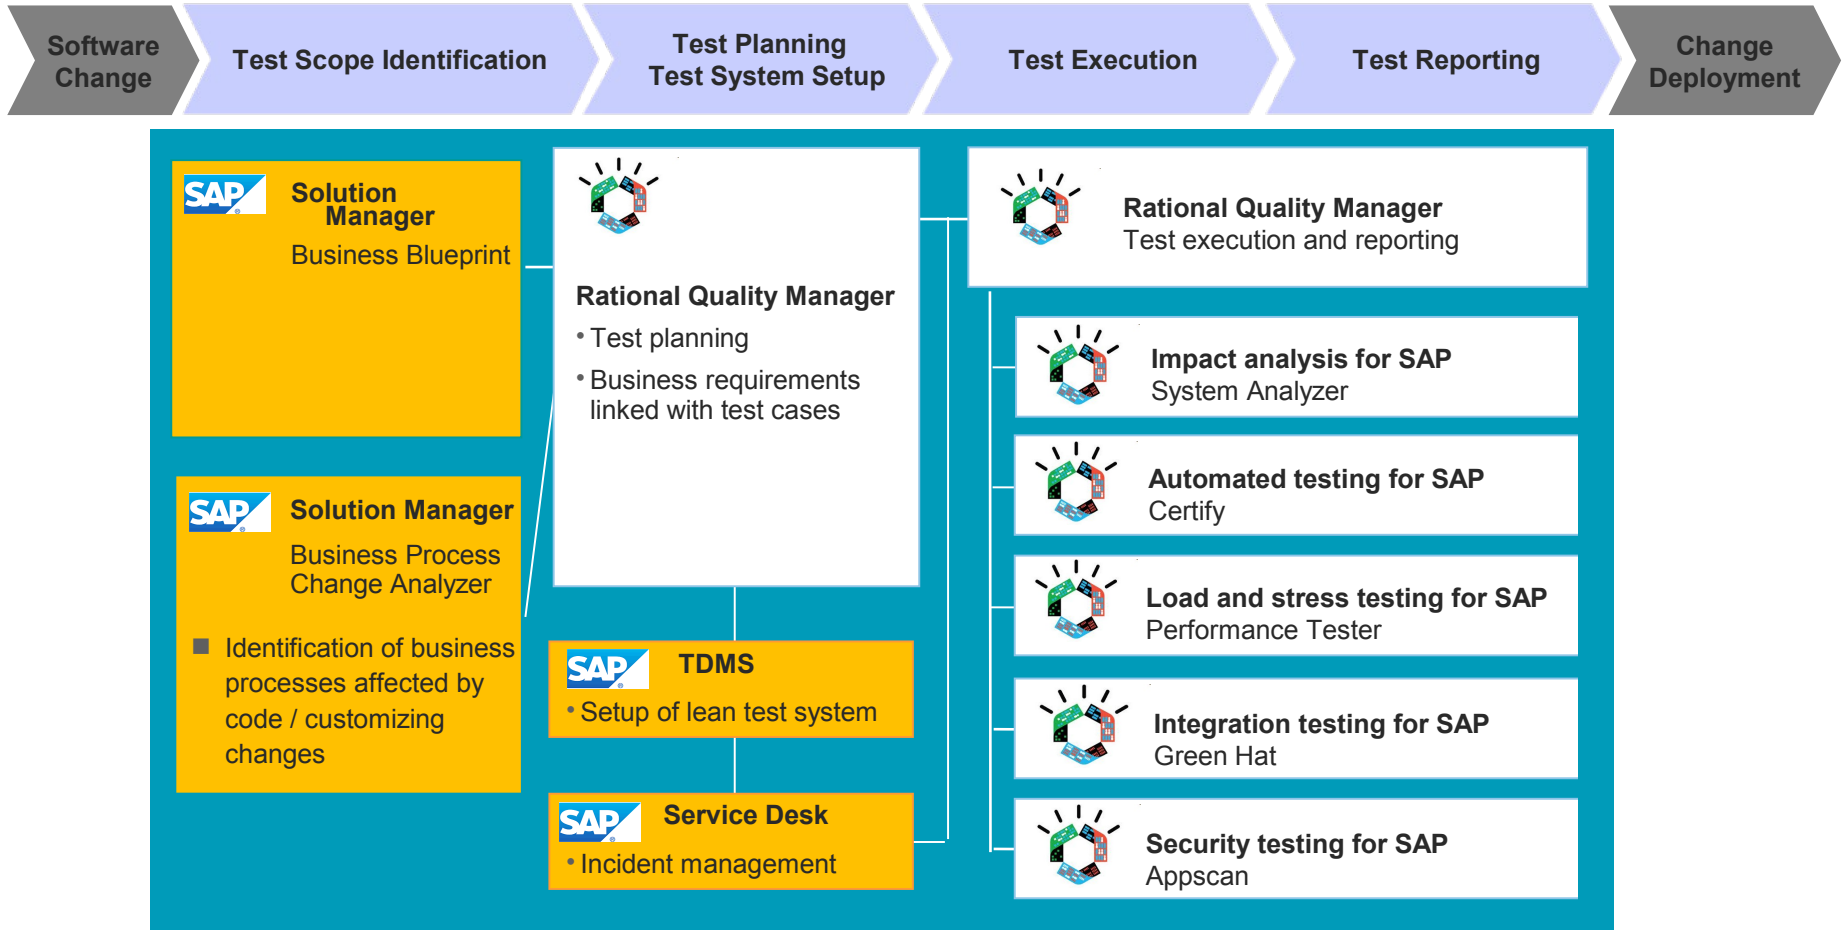 Software
Change
Test Scope Identification
Test Planning
Test System Setup
Test Execution
Test Reporting
Change
Deployment
SAP
Solution
Manager
Business Blueprint
SAP
Solution Manager
Business Process
Change Analyzer
Identification of business
processes affected by
code / customizing
changes
Rational Quality Manager
• Test planning
• Business requirements
linked with test cases
SAP
TDMS
• Setup of lean test system
SAP
Service Desk
• Incident management
Rational Quality Manager
Test execution and reporting
Impact analysis for SAP
System Analyzer
Automated testing for SAP
Certify
Load and stress testing for SAP
Performance Tester
Integration testing for SAP
Green Hat
Security testing for SAP
Appscan